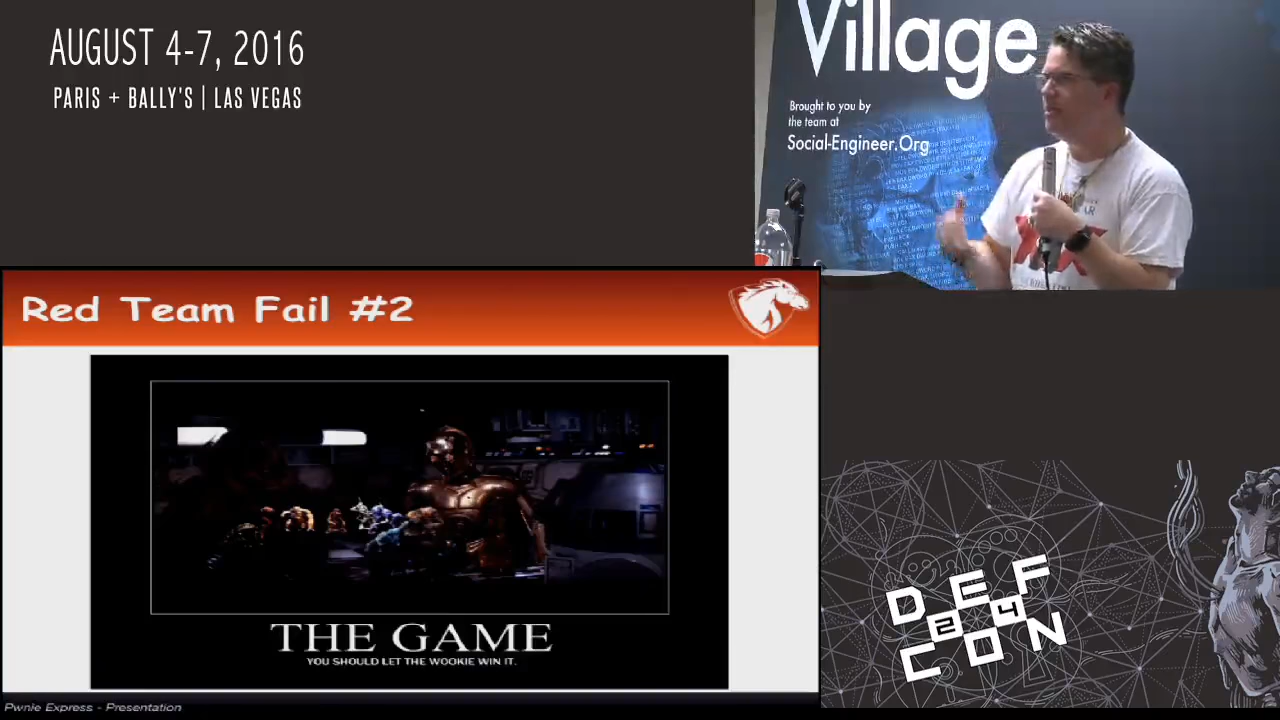 AUGUST 4-7, 2016
PARIS + BALLY'S | LAS VEGAS
Village
Brought to you by
the team at
Social-Engineer.Org
Red Team Fail #2
THE GAME
YOU SHOULD LET THE WOOKIE WIN IT.
Pwnie Express - Presentation
DEF
24
CON